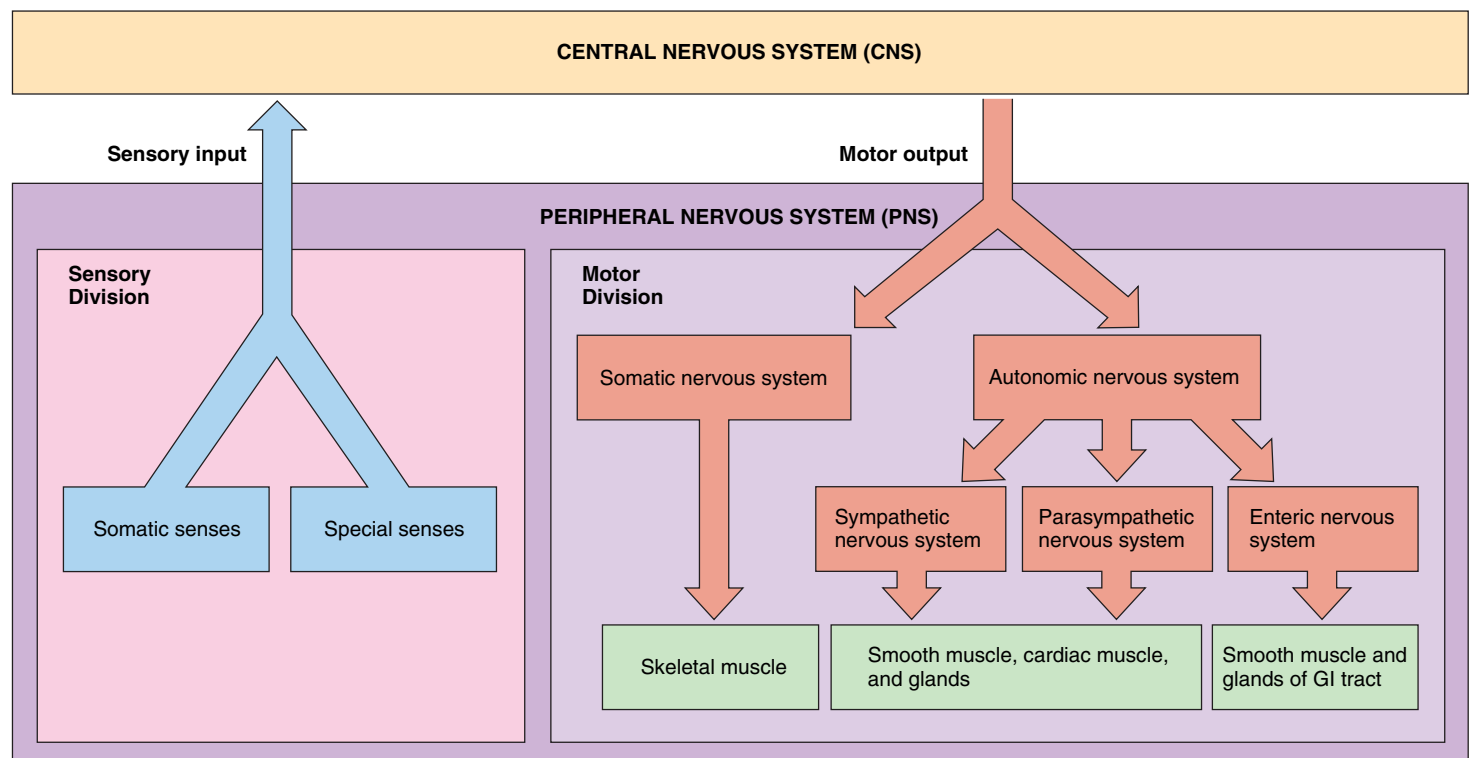 CENTRAL NERVOUS SYSTEM (CNS)
Sensory input
Motor output
PERIPHERAL NERVOUS SYSTEM (PNS)
Sensory
Division
Motor
Division
Somatic nervous system
Autonomic nervous system
Somatic senses
Special senses
Sympathetic
nervous system
Parasympathetic
nervous system
Enteric nervous
system
Skeletal muscle
Smooth muscle, cardiac muscle,
and glands
Smooth muscle and
glands of GI tract